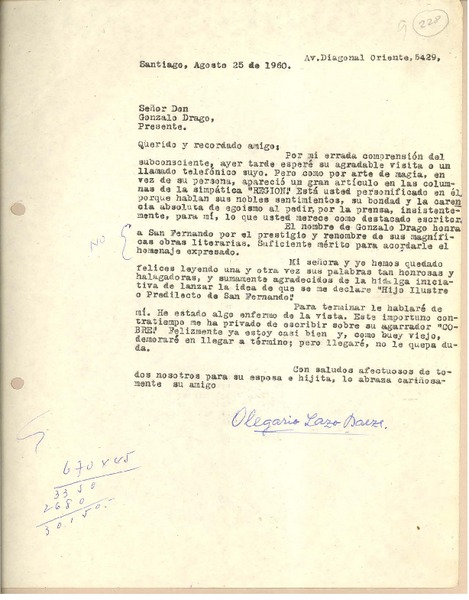 228
Av.Diagonal Oriente,5429,
Santiago, Agosto 25 de 1960.
Señor Don
Gonzalo Drago,
Presente.
Querido y recordado amigo:
Por mi errada comprensión del
subconsciente, ayer tarde esperé su agradable visita o un
llamado telefónico suyo. Pero como por arte de magia, en
vez de su persona, apareció un gran artículo en las colum-
nas de la simpática "REGION" Está usted personificado en él
porque hablan sus nobles sentimientos, su bondad y la caren
cia absoluta de egoismo al pedir, por la prensa, insistente-
mente, para mí, lo que usted merece como destacado escritor.
El nombre de Gonzalo Drago honra
NO
a San Fernando por el prestigio y renombre de sus magnífi-
cas obras literarias. Suficiente mérito para acordarle el
homenaje expresado.
Mi señora y yo hemos quedado
felices leyendo una y otra vez sus palabras tan honrosas y
halagadoras, y sumamente agradecidos de la hidalga inicia-
tiva de lanzar la idea de que se me declare "Hijo Ilustre
o Predilecto de San Fernando"
Para terminar le hablaré de
mí. He estado algo enfermo de la vista. Este importuno con-
tratiempo me ha privado de escribir sobre su agarrador "CO-
BRE" Felizmente ya estoy casi bien y, como buey viejo,
demoraré en llegar a término; pero llegaré, no le quepa du-
da.
Con saludos afectuosos de to-
dos nosotros para su esposa e hijita, lo abraza cariñosa-
mente su amigo
Olegario Lazo Baeza.
670 x 45
3350
2680
30.150.-